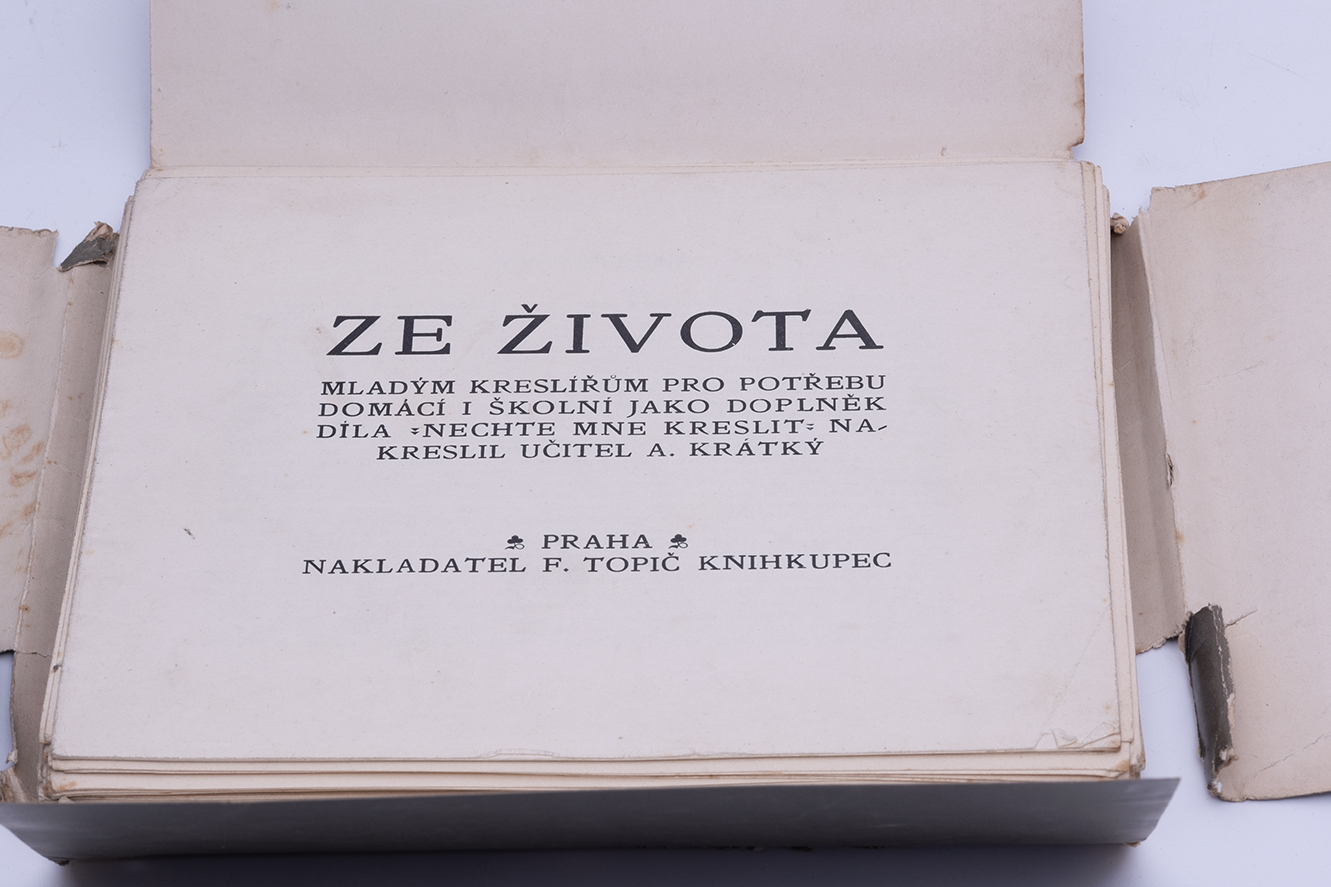 ZE ŽIVOTA
MLADÝM KRESLÍŘŮM PRO POTŘEBU
DOMÁCÍ I ŠKOLNÍ JAKO DOPLNĚK
DÍLA »NECHTE MNE KRESLIT« NA-
KRESLIL UČITEL A. KRÁTKÝ
PRAHA
NAKLADATEL F. TOPIČ KNIHKUPEC